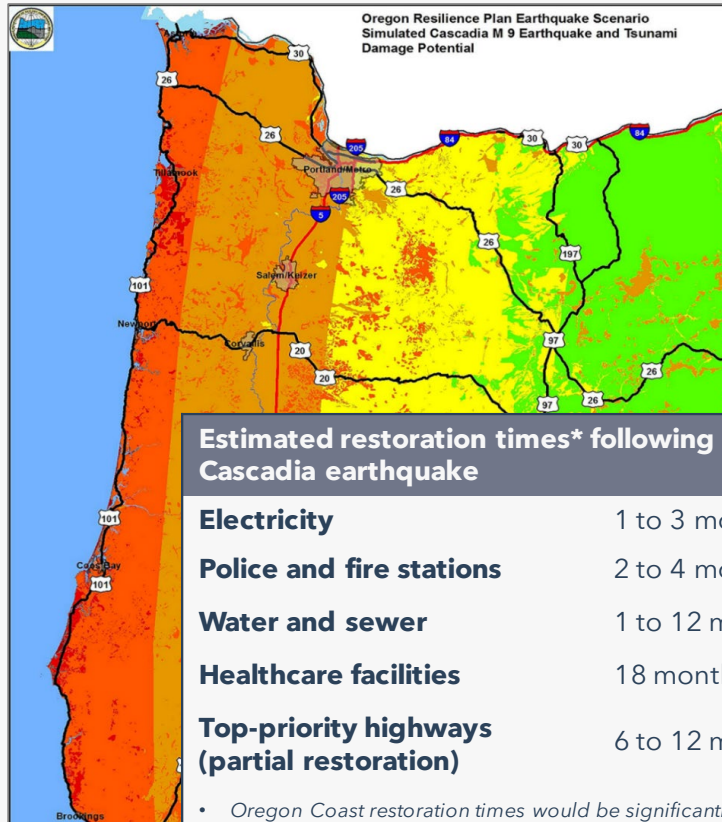 Oregon Resilience Plan Earthquake Scenario
Simulated Cascadia M 9 Earthquake and Tsunami
Damage Potential
30
26
26
205
84
30
30
84
Portland/Metro
Tillamook
205
26
5
26
197
Salem/Keizer
101
Newport
Corvallis
20
97
20
26
26
97
Estimated restoration times* following
Cascadia earthquake
Electricity 1 to 3 mo
Police and fire stations 2 to 4 mo
101
Water and sewer 1 to 12 m
Coos Bay
101
Healthcare facilities 18 mont
Top-priority highways
(partial restoration) 6 to 12 m
• Oregon Coast restoration times would be significant
Brookings